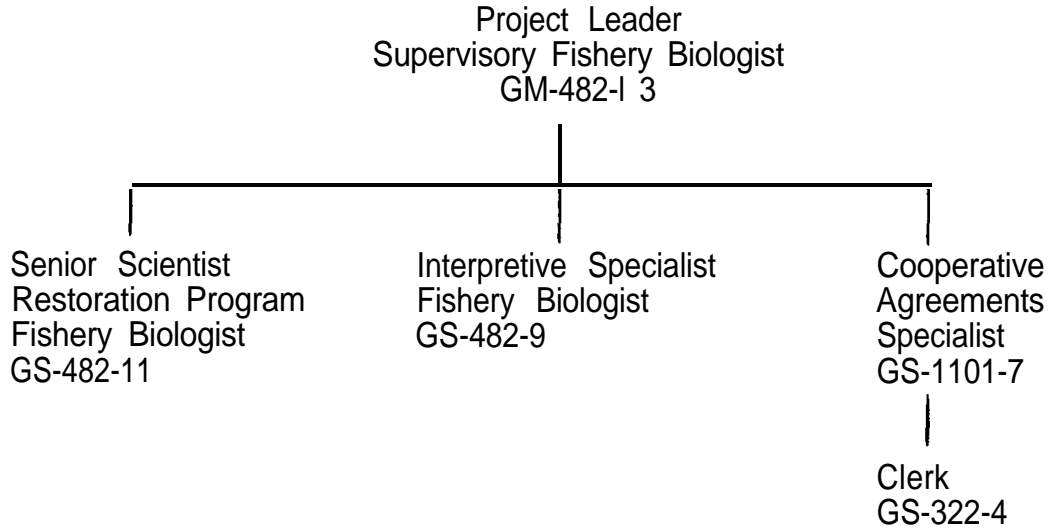 Project Leader
Supervisory Fishery Biologist
GM-482-l 3
Senior Scientist
Restoration Program
Fishery Biologist
GS-482-11
Interpretive Specialist
Fishery Biologist
GS-482-9
Cooperative
Agreements
Specialist
GS-1101-7
Clerk
GS-322-4